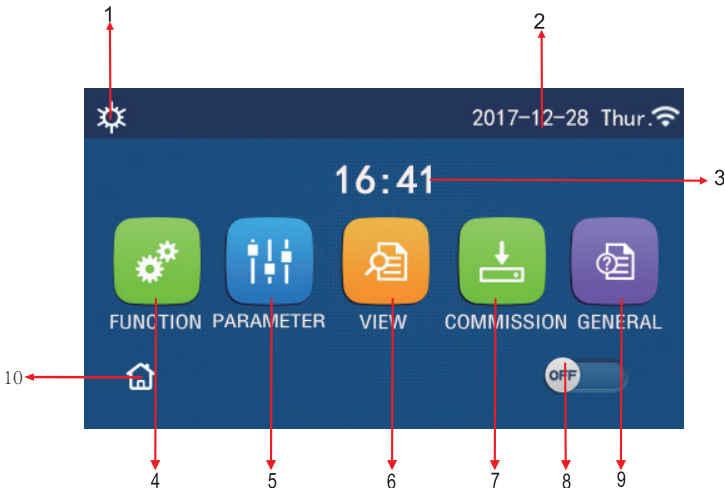 1
2
2017-12-28 Thur.
16:41
3
FUNCTION PARAMETER VIEW COMMISSION GENERAL
10
OFF
4 5 6 7 8 9